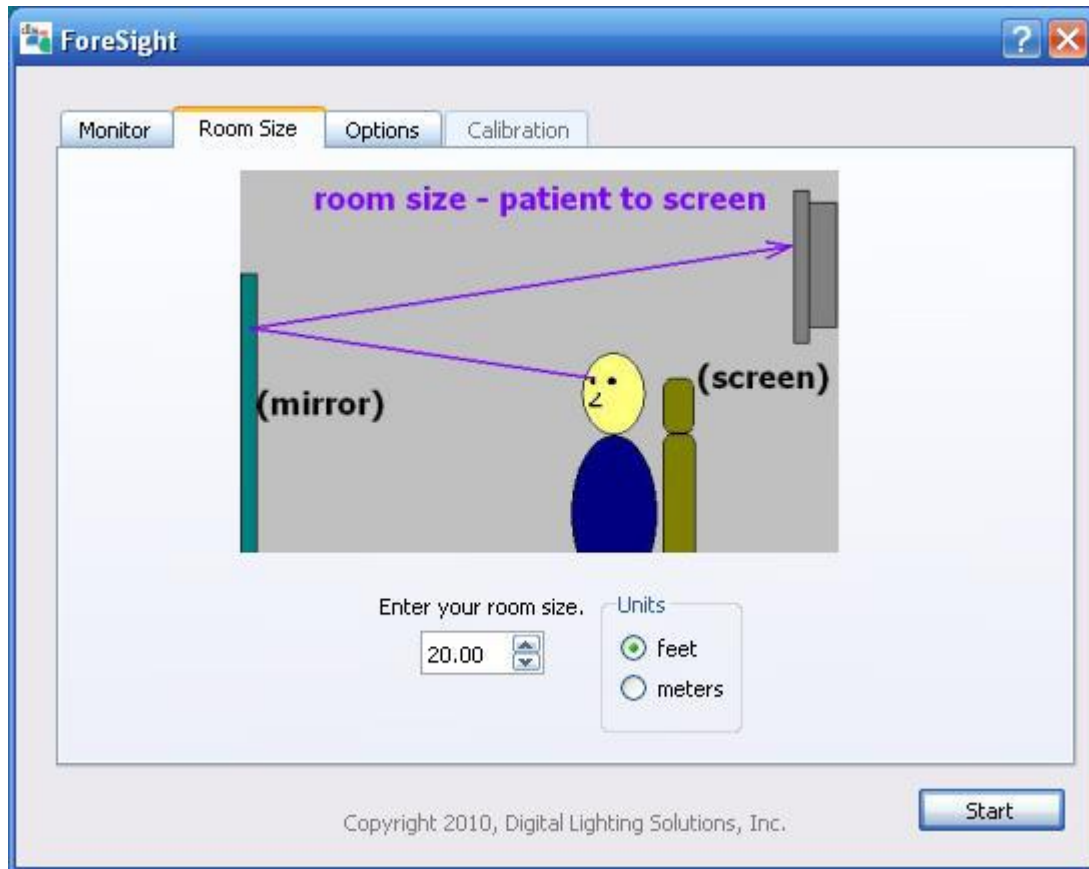 ForeSight
Monitor Room Size Options Calibration
room size - patient to screen
(screen)
(mirror)
Enter your room size.
Units
20.00
feet
meters
Start
Copyright 2010, Digital Lighting Solutions, Inc.